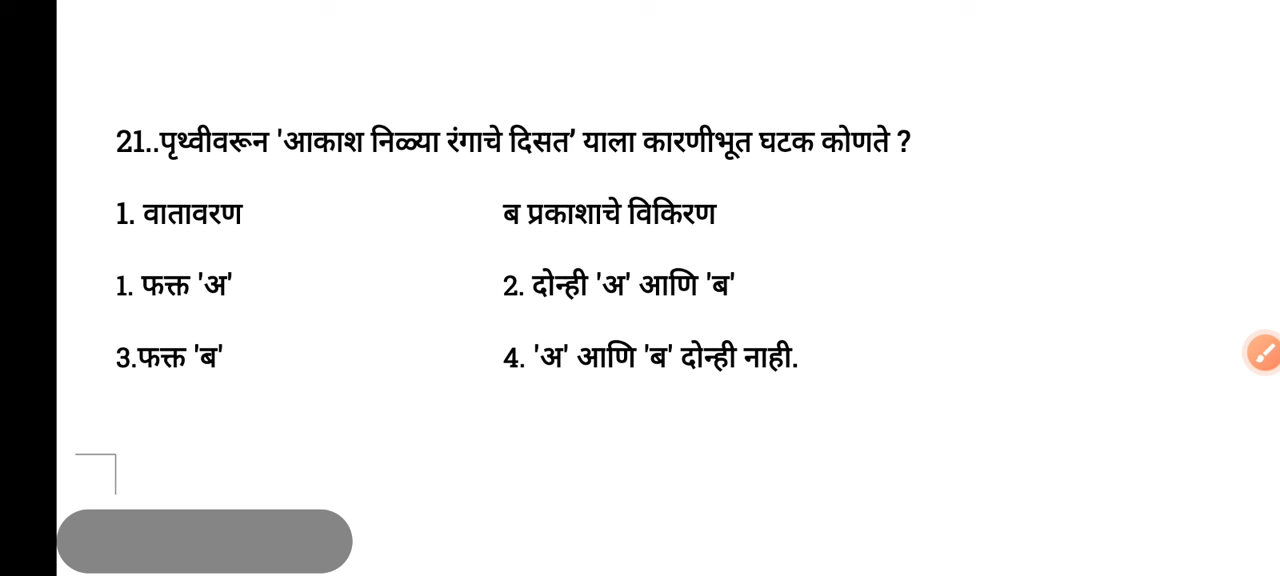 21..पृथ्वीवरून 'आकाश निळ्या रंगाचे दिसत’ याला कारणीभूत घटक कोणते ?
1. वातावरण ब प्रकाशाचे विकिरण
1. फक्त 'अ' 2. दोन्ही 'अ' आणि 'ब'
3.फक्त 'ब' 4. 'अ' आणि 'ब' दोन्ही नाही.